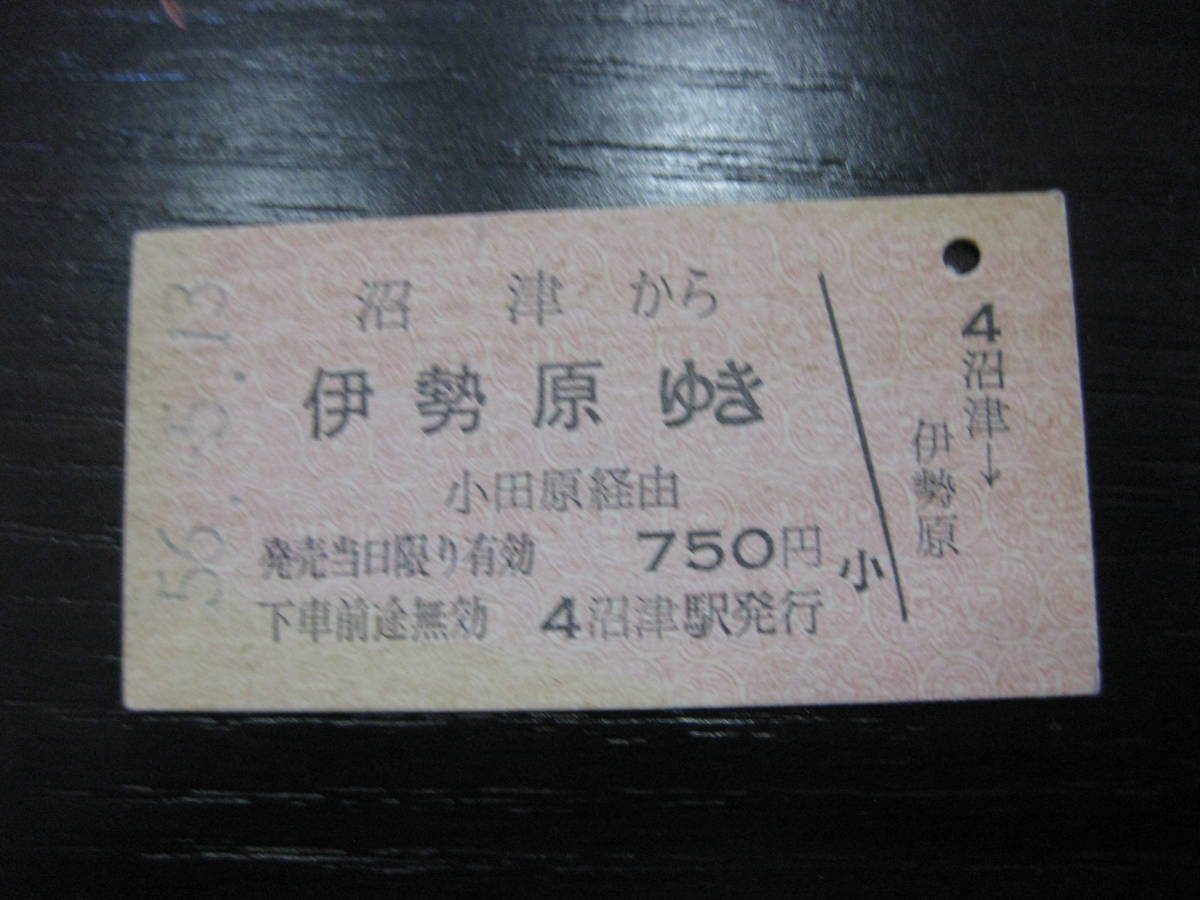 沼津から
伊勢原ゆき
小田原経由
発売当日限り有効 750円
下車前途無効 4沼津駅発行
小
4沼津→
伊勢原
56.-5.13